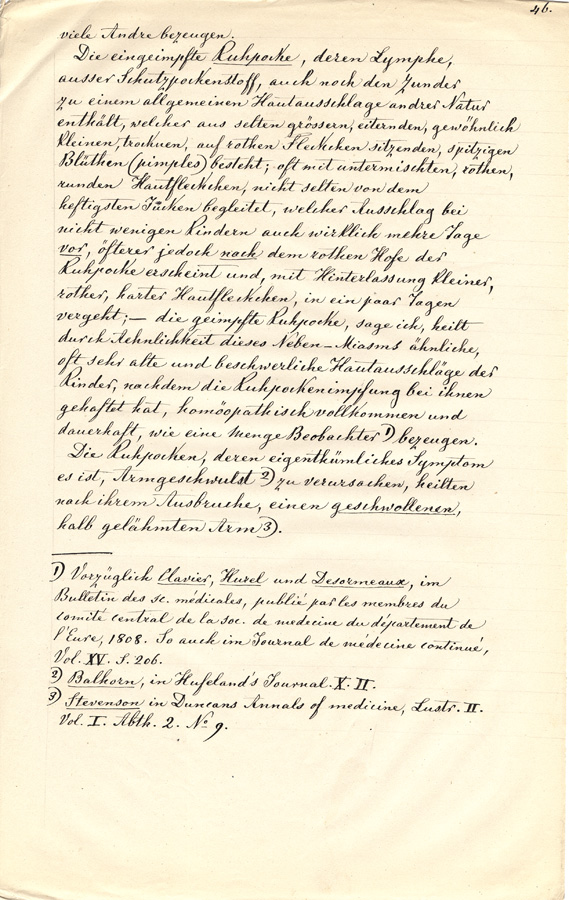 46.
viele Andre bezeugen.
Die eingeimpfte Kuhpocke, deren Lymphe,
ausser Schutzpockenstoff, auch noch den Zunder
zu einem allgemeinen Hautausschlage andrer Natur
enthält, welcher aus selten grössern, eiternden, gewöhnlich
kleinen, trocknen, auf rothen Fleckchen sitzenden, spitzigen
Blüthen (pimples) besteht; oft mit untermischten, rothen,
runden Hautfleckchen, nicht selten von dem
heftigsten Jücken begleitet, welcher Ausschlag bei
nicht wenigen Kindern auch wirklich mehre Tage
vor, öfterer jedoch nach dem rothen Hofe der
Kuhpocke erscheint und, mit Hinterlassung kleiner,
rother, harter Hautfleckchen, in ein paar Tagen
vergeht; — die geimpfte Kuhpocke, sage ich, heilt
durch Aehnlichkeit dieses Neben-Miasms ähnliche,
oft sehr alte und beschwerliche Hautausschläge der
Kinder, nachdem die Kuhpockenimpfung bei ihnen
gehaftet hat, homöopathisch vollkommen und
dauerhaft, wie eine Menge Beobachter 1) bezeugen.
Die Kuhpocken, deren eigenthümliches Symptom
es ist, Armgeschwulst 2) zu verursachen, heilten
nach ihrem Ausbruche, einen geschwollenen,
halb gelähmten Arm 3).
1) Vorzüglich Clavier, Hurel und Desormeaux, im
Bulletin des sc. médicales, publié par les membres du
comité central de la soc. de medecine du département de
l'Eure, 1808. So auch im Journal de médecine continué,
Vol. XV. S. 206.
2) Balhorn, in Hufeland's Journal. X. II.
3) Stevenson in Duncans Annals of medicine, Lustr. II.
Vol. I. Abth. 2. No 9.